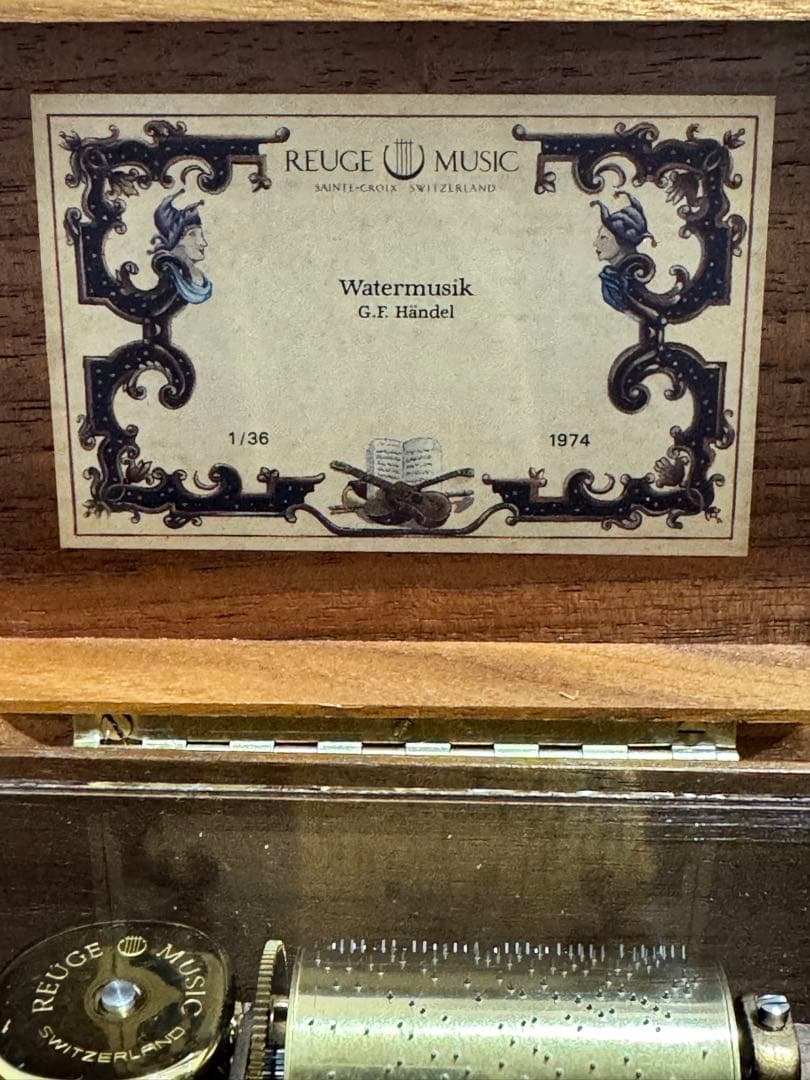 REUGE MUSIC
SAINTE-CROIX SWITZERLAND
Watermusik
G.F. Händel
1/36 1974
REUGE MUSIC
SWITZERLAND